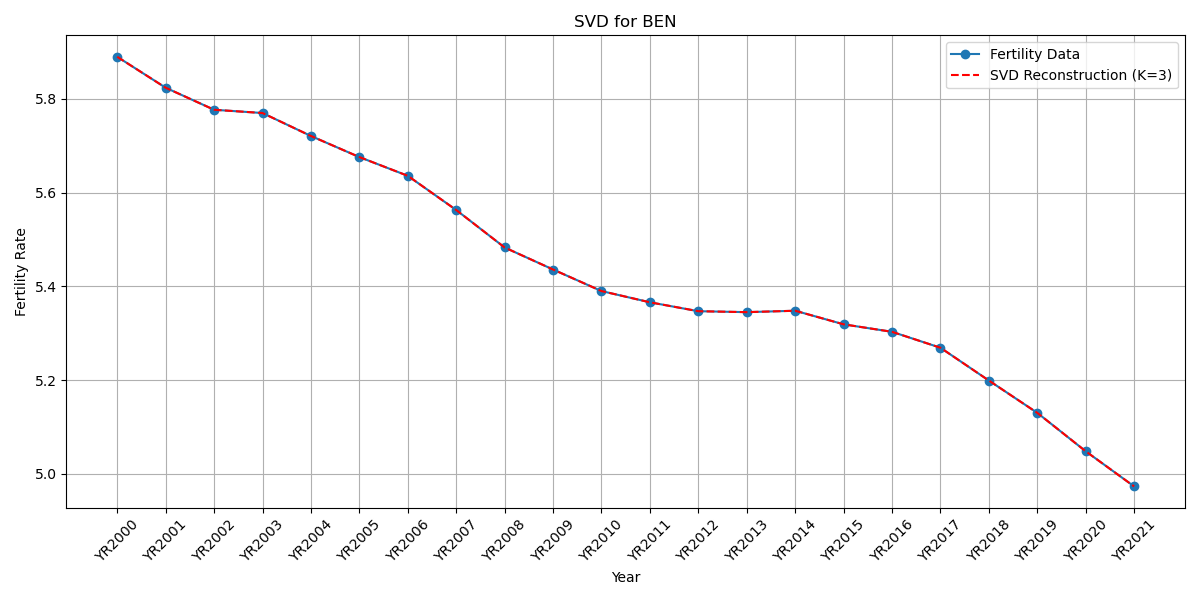 SVD for BEN
Fertility Data
SVD Reconstruction (K=3)
Fertility Rate
5.8
5.6
5.4
5.2
5.0
YR2000
YR2001
YR2002
YR2003
YR2004
YR2005
YR2006
YR2007
YR2008
YR2009
YR2010
YR2011
YR2012
YR2013
YR2014
YR2015
YR2016
YR2017
YR2018
YR2019
YR2020
YR2021
Year